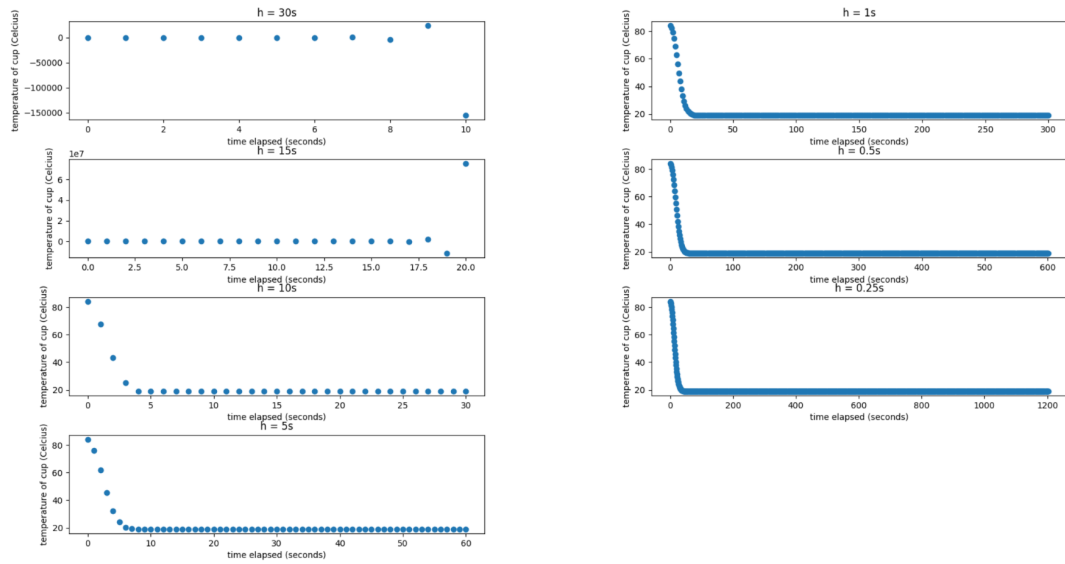 h = 30s
temperature of cup (Celcius)
0
−50000
−100000
−150000
0 2 4 6 8 10
time elapsed (seconds)
h = 15s
1e7
temperature of cup (Celcius)
6
4
2
0
0.0 2.5 5.0 7.5 10.0 12.5 15.0 17.5 20.0
time elapsed (seconds)
h = 10s
temperature of cup (Celcius)
80
60
40
20
0 5 10 15 20 25 30
time elapsed (seconds)
h = 5s
temperature of cup (Celcius)
80
60
40
20
0 10 20 30 40 50 60
time elapsed (seconds)
h = 1s
temperature of cup (Celcius)
80
60
40
20
0 50 100 150 200 250 300
time elapsed (seconds)
h = 0.5s
temperature of cup (Celcius)
80
60
40
20
0 100 200 300 400 500 600
time elapsed (seconds)
h = 0.25s
temperature of cup (Celcius)
80
60
40
20
0 200 400 600 800 1000 1200
time elapsed (seconds)